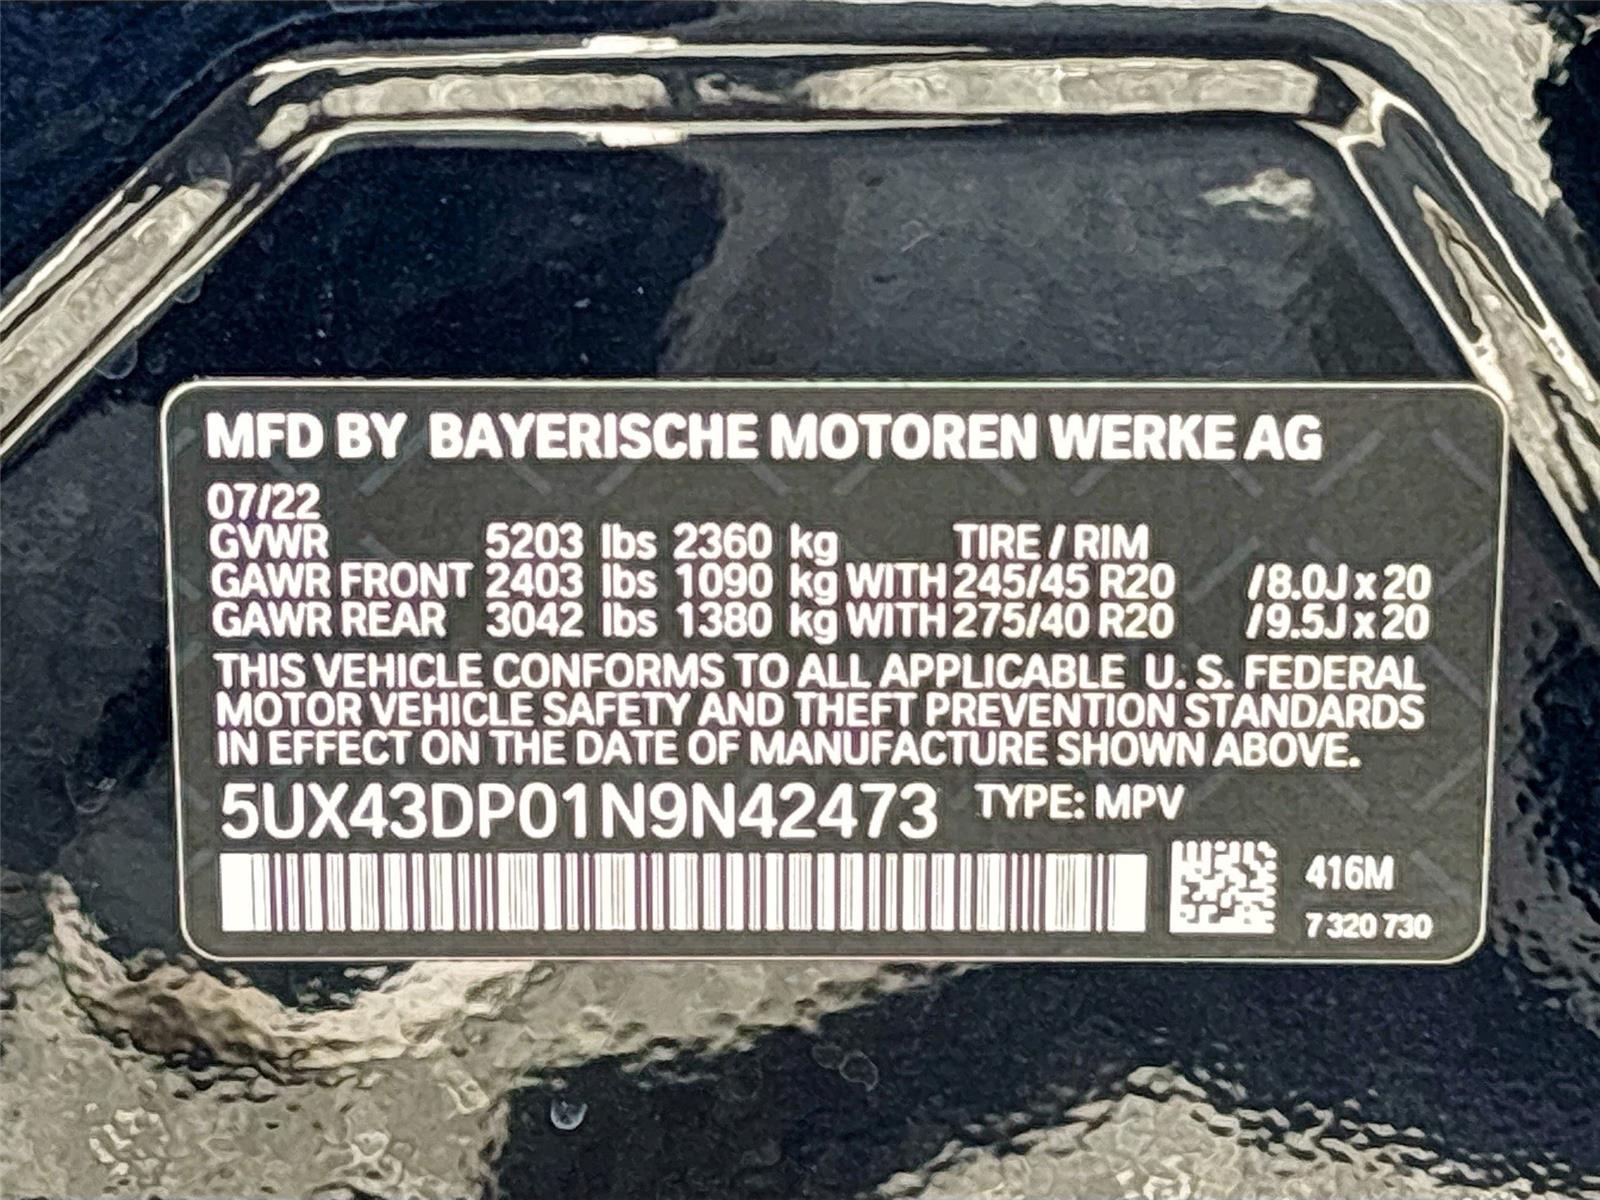 MFD BY BAYERISCHE MOTOREN WERKE AG
07/22
GVWR 5203 lbs 2360 kg TIRE / RIM
GAWR FRONT 2403 lbs 1090 kg WITH 245/45 R20 /8.0J x 20
GAWR REAR 3042 lbs 1380 kg WITH 275/40 R20 /9.5J x 20
THIS VEHICLE CONFORMS TO ALL APPLICABLE U. S. FEDERAL
MOTOR VEHICLE SAFETY AND THEFT PREVENTION STANDARDS
IN EFFECT ON THE DATE OF MANUFACTURE SHOWN ABOVE.
5UX43DP01N9N42473 TYPE: MPV
416M
7 320 730